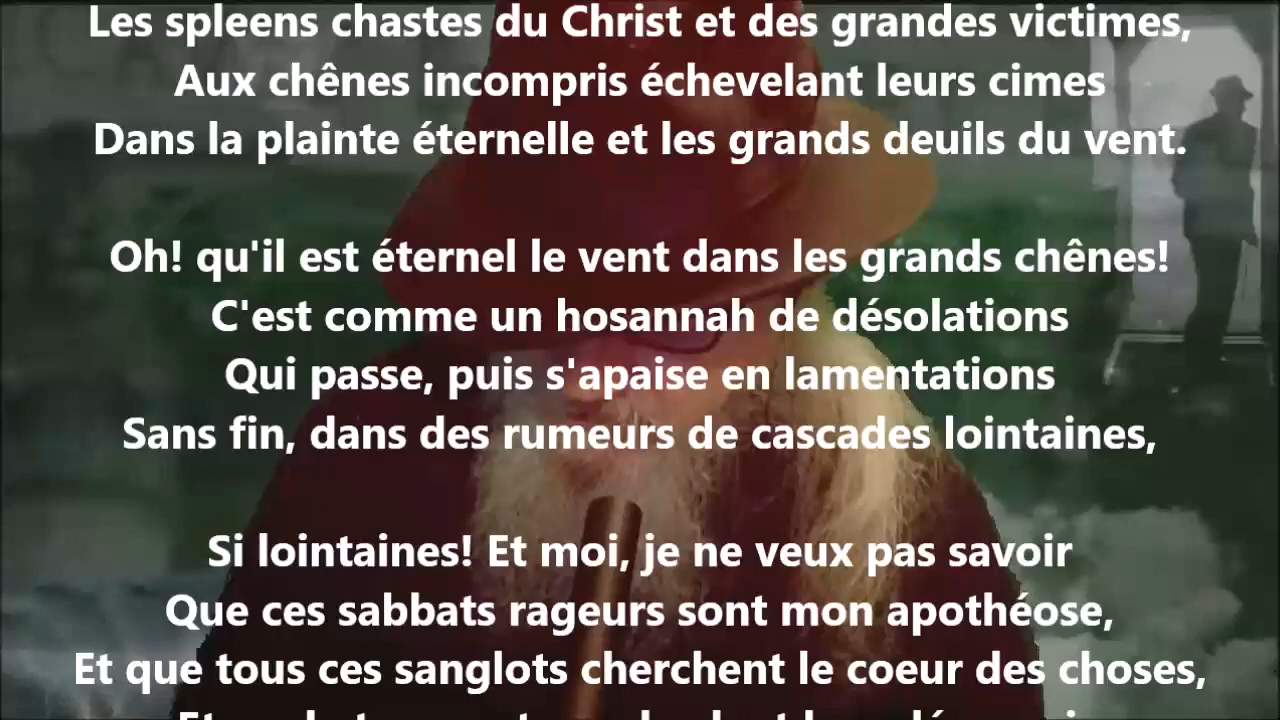 Les spleens chastes du Christ et des grandes victimes,
Aux chênes incompris échevelant leurs cimes
Dans la plainte éternelle et les grands deuils du vent.
Oh! qu'il est éternel le vent dans les grands chênes!
C'est comme un hosannah de désolations
Qui passe, puis s'apaise en lamentations
Sans fin, dans des rumeurs de cascades lointaines,
Si lointaines! Et moi, je ne veux pas savoir
Que ces sabbats rageurs sont mon apothéose,
Et que tous ces sanglots cherchent le coeur des choses,